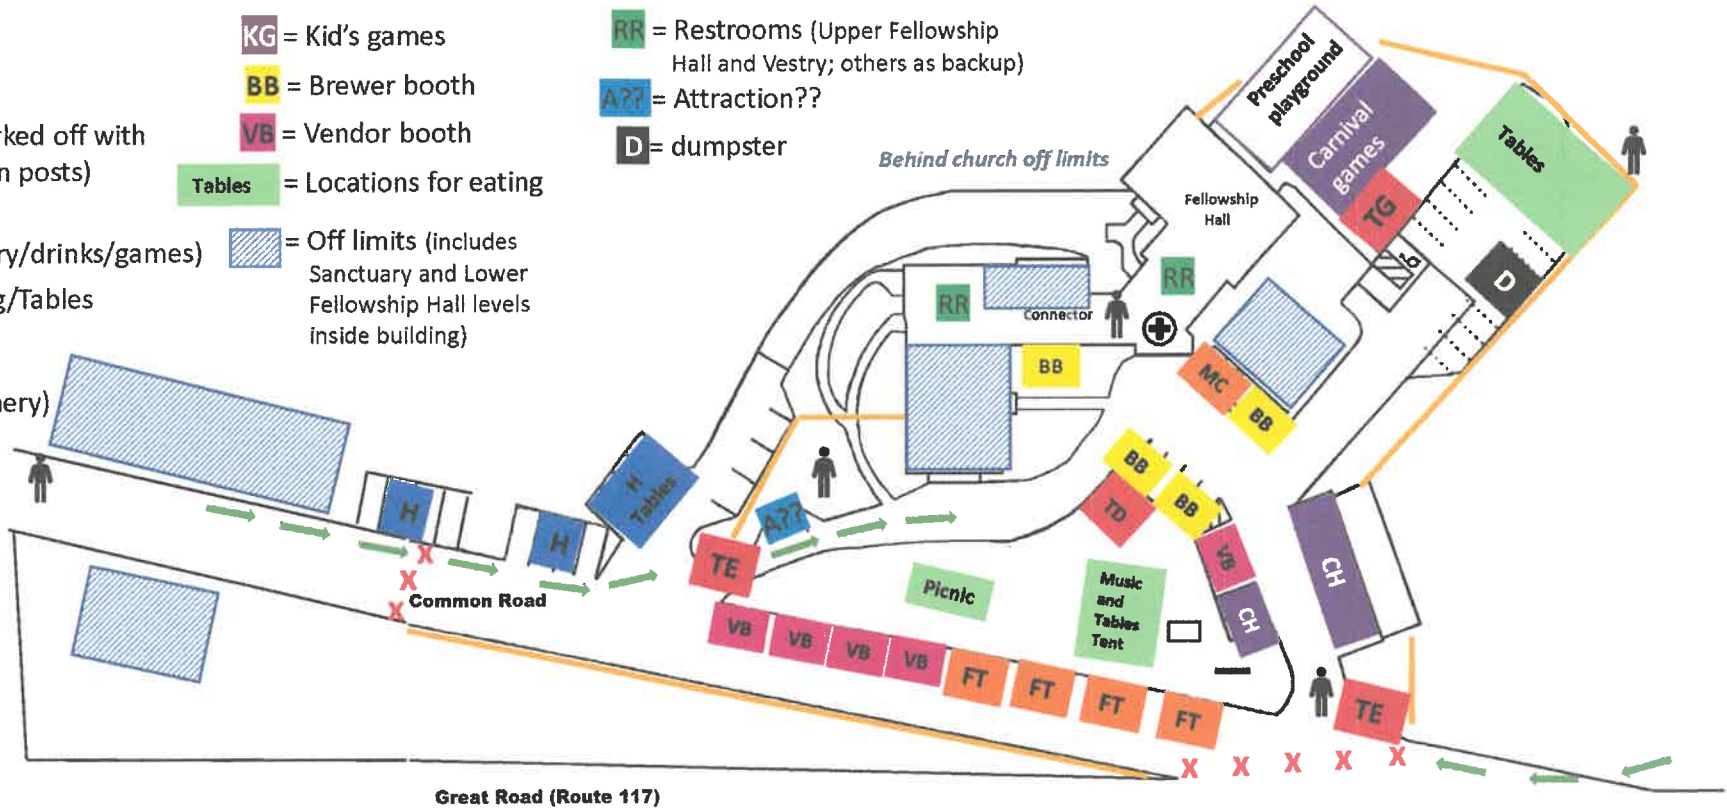 KG = Kid's games
BB = Brewer booth
VB = Vendor booth
Tables = Locations for eating
= Off limits (includes
Sanctuary and Lower
Fellowship Hall levels
inside building)
RR = Restrooms (Upper Fellowship
Hall and Vestry; others as backup)
A?? = Attraction??
D = dumpster
rked off with
n posts)
ry/drinks/games)
g/Tables
nery)
Behind church off limits
Preschool
playground
Carnival
games
TG
Tables
D
Fellowship
Hall
RR
RR
Connector
BB
MC
BB
BB
BB
TD
VB
CH
CH
H
H
H
Tables
A??
TE
Picnic
Music
and
Tables
Tent
VB
VB
VB
VB
FT
FT
FT
FT
TE
X
X
X
Common Road
X X X X X
Great Road (Route 117)